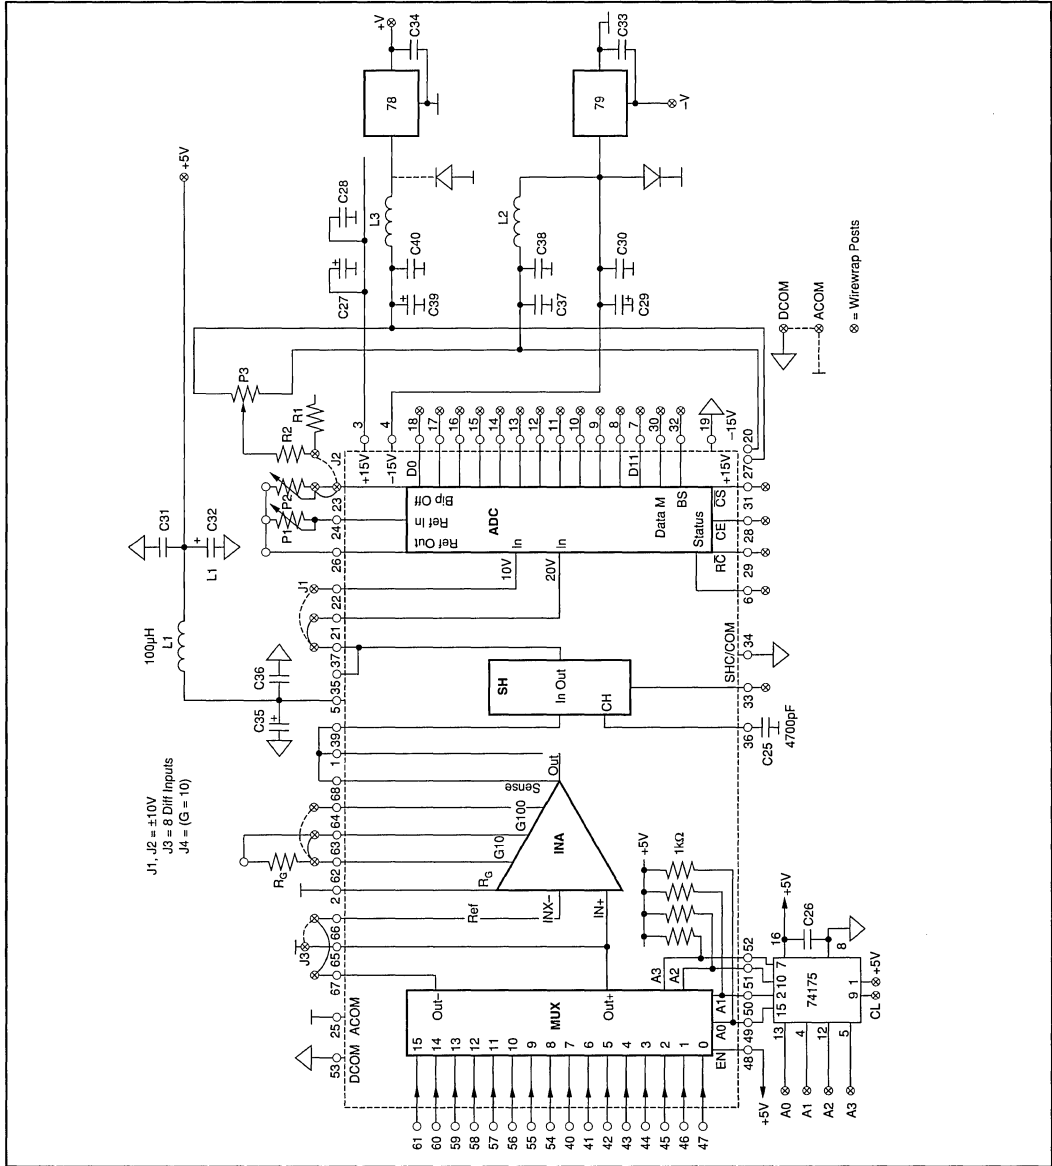 J1, J2 = ±10V
J3 = 8 Diff Inputs
J4 = (G = 10)
100µH
L1
C31
C32
+
L1
+5V
C35
+
C36
+V
C34
78
C33
79
–V
C28
C27
+
L3
C40
C39
+
L2
C38
C37
C30
C29
+
P3
R2
R1
J2
P2
P1
J1
RG
J3
DCOM
ACOM
⊗ = Wirewrap Posts
53
DCOM
25
ACOM
67
65
66
2
62
63
64
68
1
39
5
35
37
21
22
26
24
23
3
+15V
4
–15V
18
D0
17
16
15
14
13
12
11
10
9
8
7
D11
30
Data M
32
BS
19
–15V
20
+15V
27
Ref Out
Ref In
Bip Off
ADC
10V
In
20V
In
Status
RC
CE
CS
6
29
28
31
SH
In Out
CH
SHC/COM
34
33
36
C25
4700pF
Ref
RG
G10
G100
Sense
Out
INA
INX–
IN+
+5V
1kΩ
Out–
MUX
Out+
A3
A2
A1
A0
EN
61
60
59
58
57
56
55
54
40
41
42
43
44
45
46
47
15
14
13
12
11
10
9
8
7
6
5
4
3
2
1
0
48
49
50
51
52
+5V
+5V
16
C26
8
15
2
10
7
74175
13
4
12
5
9
1
CL
+5V
A0
A1
A2
A3